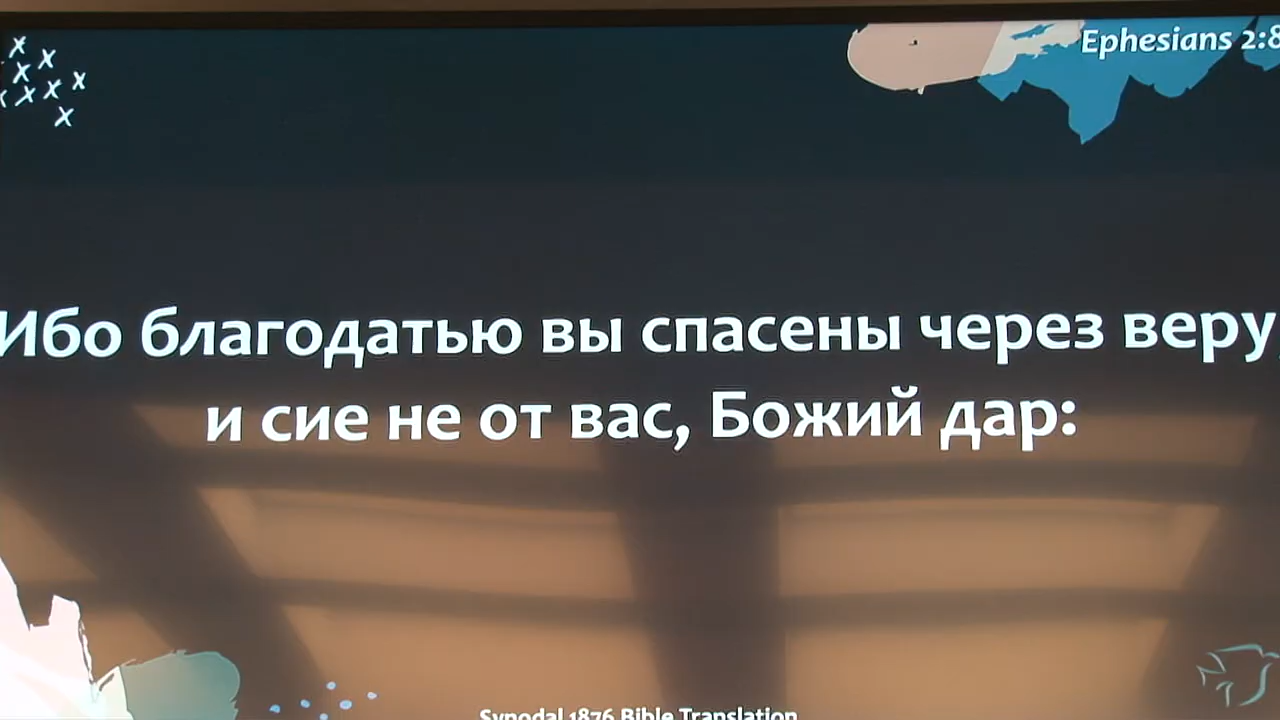 Ephesians 2:8
Ибо благодатью вы спасены через веру
и сие не от вас, Божий дар:
Synodal 1876 Bible Translation